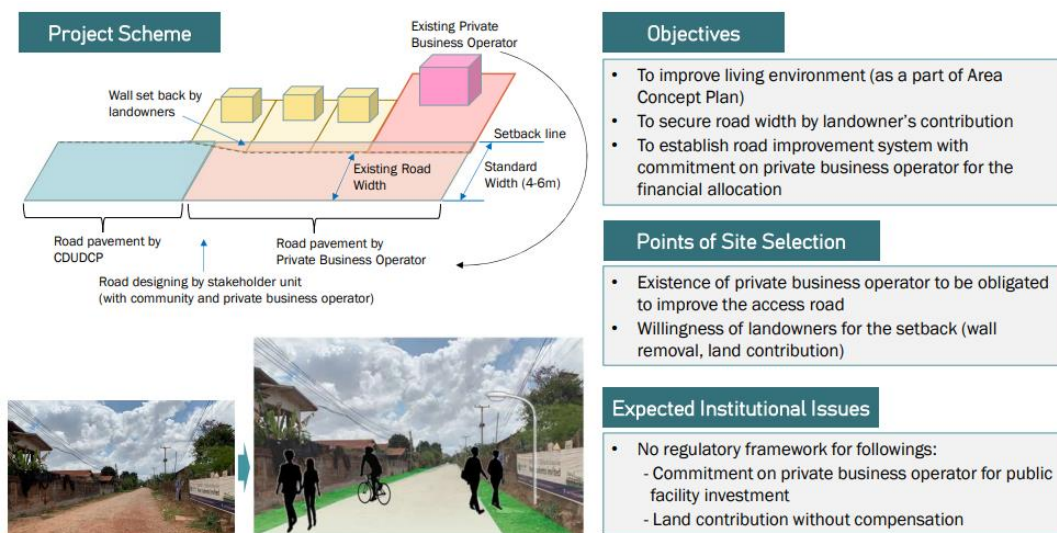 Project Scheme
Existing Private
Business Operator
Wall set back by
landowners
Setback line
Existing Road
Width
Standard
Width (4-6m)
Road pavement by
CDUDCP
Road pavement by
Private Business Operator
Road designing by stakeholder unit
(with community and private business operator)
Objectives
• To improve living environment (as a part of Area
Concept Plan)
• To secure road width by landowner's contribution
• To establish road improvement system with
commitment on private business operator for the
financial allocation
Points of Site Selection
• Existence of private business operator to be obligated
to improve the access road
• Willingness of landowners for the setback (wall
removal, land contribution)
Expected Institutional Issues
• No regulatory framework for followings:
- Commitment on private business operator for public
facility investment
- Land contribution without compensation